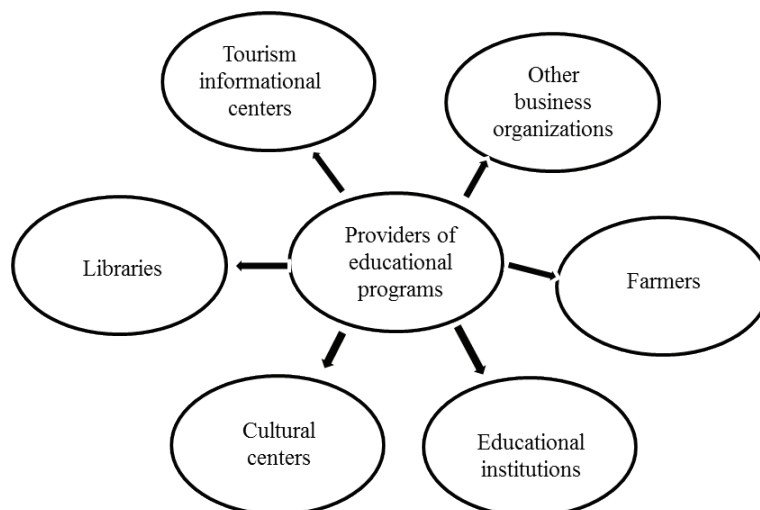 Tourism
informational
centers
Other
business
organizations
Providers of
educational
programs
Libraries
Farmers
Cultural
centers
Educational
institutions